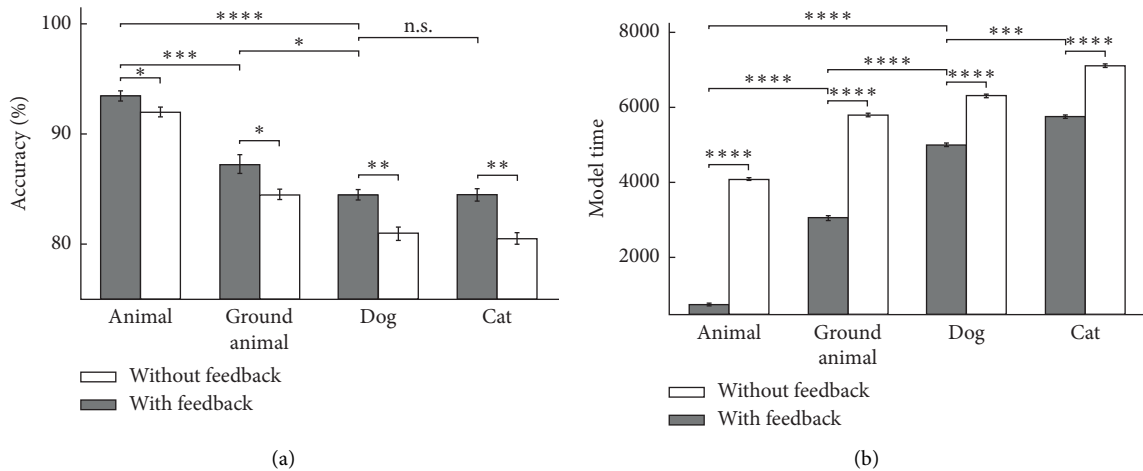 100
90
80
Accuracy (%)
****
n.s.
*
***
*
*
**
**
Animal
Ground
animal
Dog
Cat
Without feedback
With feedback
(a)
8000
6000
4000
2000
Model time
****
***
****
****
****
****
****
****
Animal
Ground
animal
Dog
Cat
Without feedback
With feedback
(b)